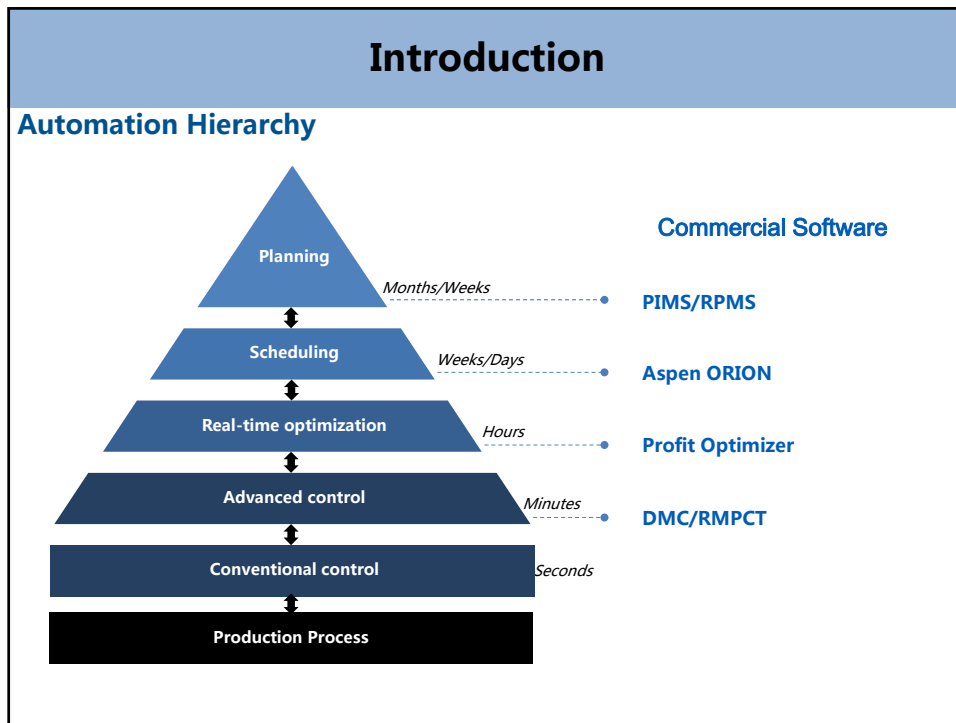 Introduction
Automation Hierarchy
Commercial Software
Planning
Months/Weeks
PIMS/RPMS
Scheduling
Weeks/Days
Aspen ORION
Real-time optimization
Hours
Profit Optimizer
Advanced control
Minutes
DMC/RMPCT
Conventional control
Seconds
Production Process